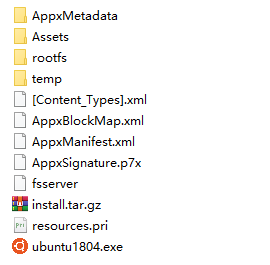 AppxMetadata
Assets
rootfs
temp
[Content_Types].xml
AppxBlockMap.xml
AppxManifest.xml
AppxSignature.p7x
fsserver
install.tar.gz
resources.pri
ubuntu1804.exe